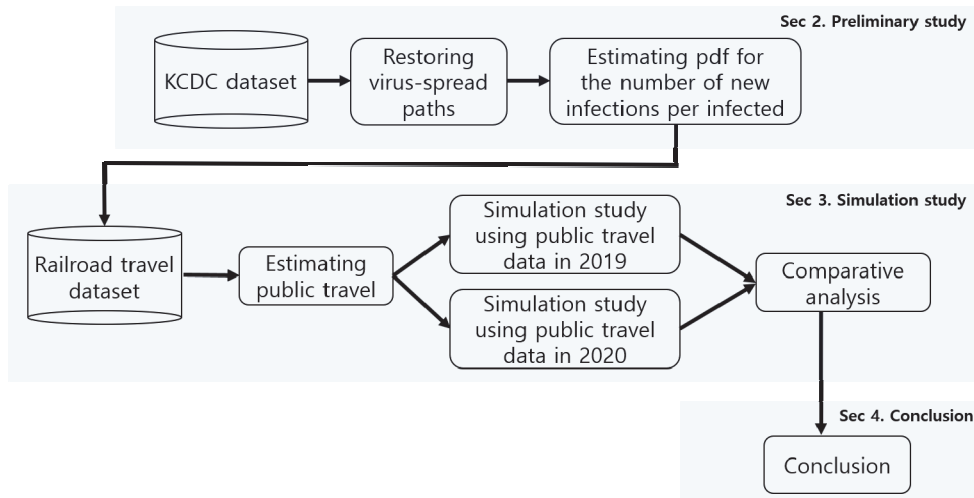 Sec 2. Preliminary study
KCDC dataset
Restoring
virus-spread
paths
Estimating pdf for
the number of new
infections per infected
Sec 3. Simulation study
Railroad travel
dataset
Estimating
public travel
Simulation study
using public travel
data in 2019
Simulation study
using public travel
data in 2020
Comparative
analysis
Sec 4. Conclusion
Conclusion